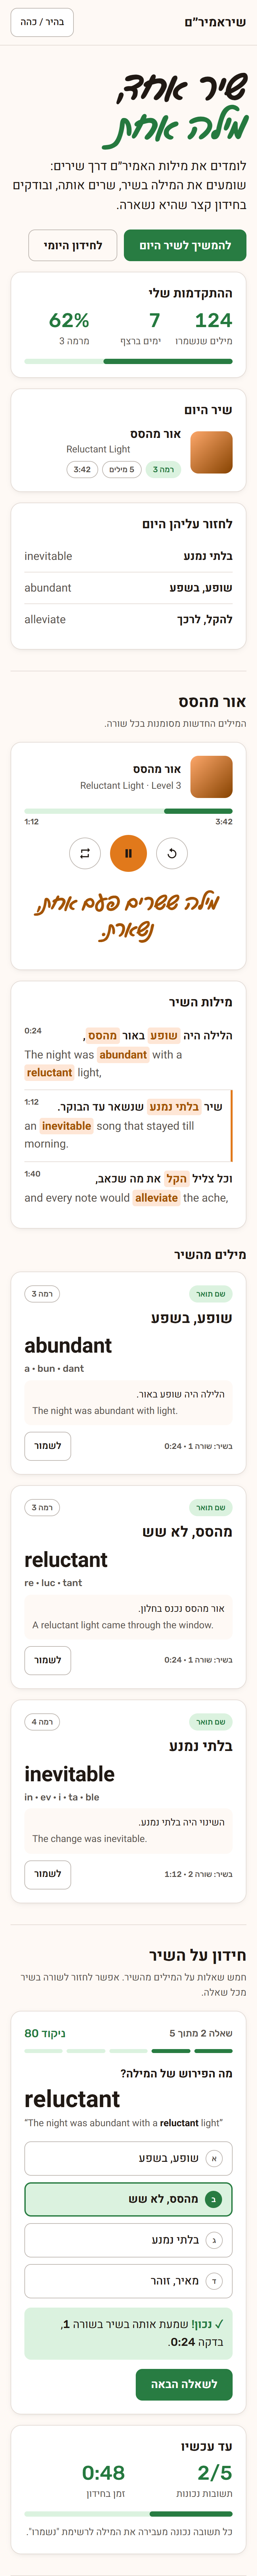 שיראמיר״ם
בהיר / כהה
שיר אחד,
מילה אחת.
לומדים את מילות האמיר״ם דרך שירים:
שומעים את המילה בשיר, שרים אותה, ובודקים
בחידון קצר שהיא נשארה.
להמשיך לשיר היום
לחידון היומי
ההתקדמות שלי
124
מילים שנשמרו
7
ימים ברצף
62%
מרמה 3
שיר היום
אור מהסס
Reluctant Light
רמה 3
5 מילים
3:42
לחזור עליהן היום
בלתי נמנע
inevitable
שופע, בשפע
abundant
להקל, לרכך
alleviate
אור מהסס
המילים החדשות מסומנות בכל שורה.
אור מהסס
Reluctant Light · Level 3
1:12
3:42
מילה ששרים פעם אחת,
נשארת.
מילות השיר
הלילה היה שופע באור מהסס,
0:24
The night was abundant with a
reluctant light,
שיר בלתי נמנע שנשאר עד הבוקר.
1:12
an inevitable song that stayed till
morning.
וכל צליל הקל את מה שכאב,
1:40
and every note would alleviate the ache,
מילים מהשיר
שם תואר
רמה 3
שופע, בשפע
abundant
a • bun • dant
הלילה היה שופע באור.
The night was abundant with light.
בשיר: שורה 1 · 0:24
לשמור
שם תואר
רמה 3
מהסס, לא שש
reluctant
re • luc • tant
אור מהסס נכנס בחלון.
A reluctant light came through the window.
בשיר: שורה 1 · 0:24
לשמור
שם תואר
רמה 4
בלתי נמנע
inevitable
in • ev • i • ta • ble
השינוי היה בלתי נמנע.
The change was inevitable.
בשיר: שורה 2 · 1:12
לשמור
חידון על השיר
חמש שאלות על המילים מהשיר. אפשר לחזור לשורה בשיר
מכל שאלה.
שאלה 2 מתוך 5
ניקוד 80
מה הפירוש של המילה?
reluctant
"The night was abundant with a reluctant light"
א שופע, בשפע
ב מהסס, לא שש
ג בלתי נמנע
ד מאיר, זוהר
✓ נכון! שמעת אותה בשיר בשורה 1,
בדקה 0:24.
לשאלה הבאה
עד עכשיו
2/5
תשובות נכונות
0:48
זמן בחידון
כל תשובה נכונה מעבירה את המילה לרשימת "נשמרו".